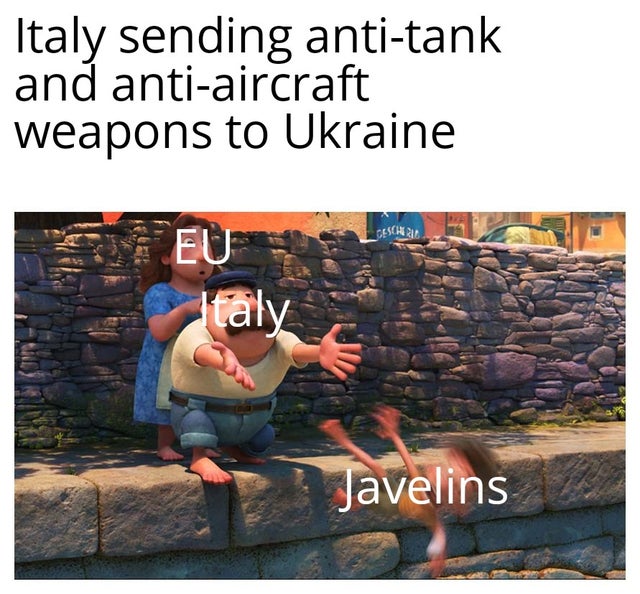 Italy sending anti-tank
and anti-aircraft
weapons to Ukraine
EU
Italy
Javelins